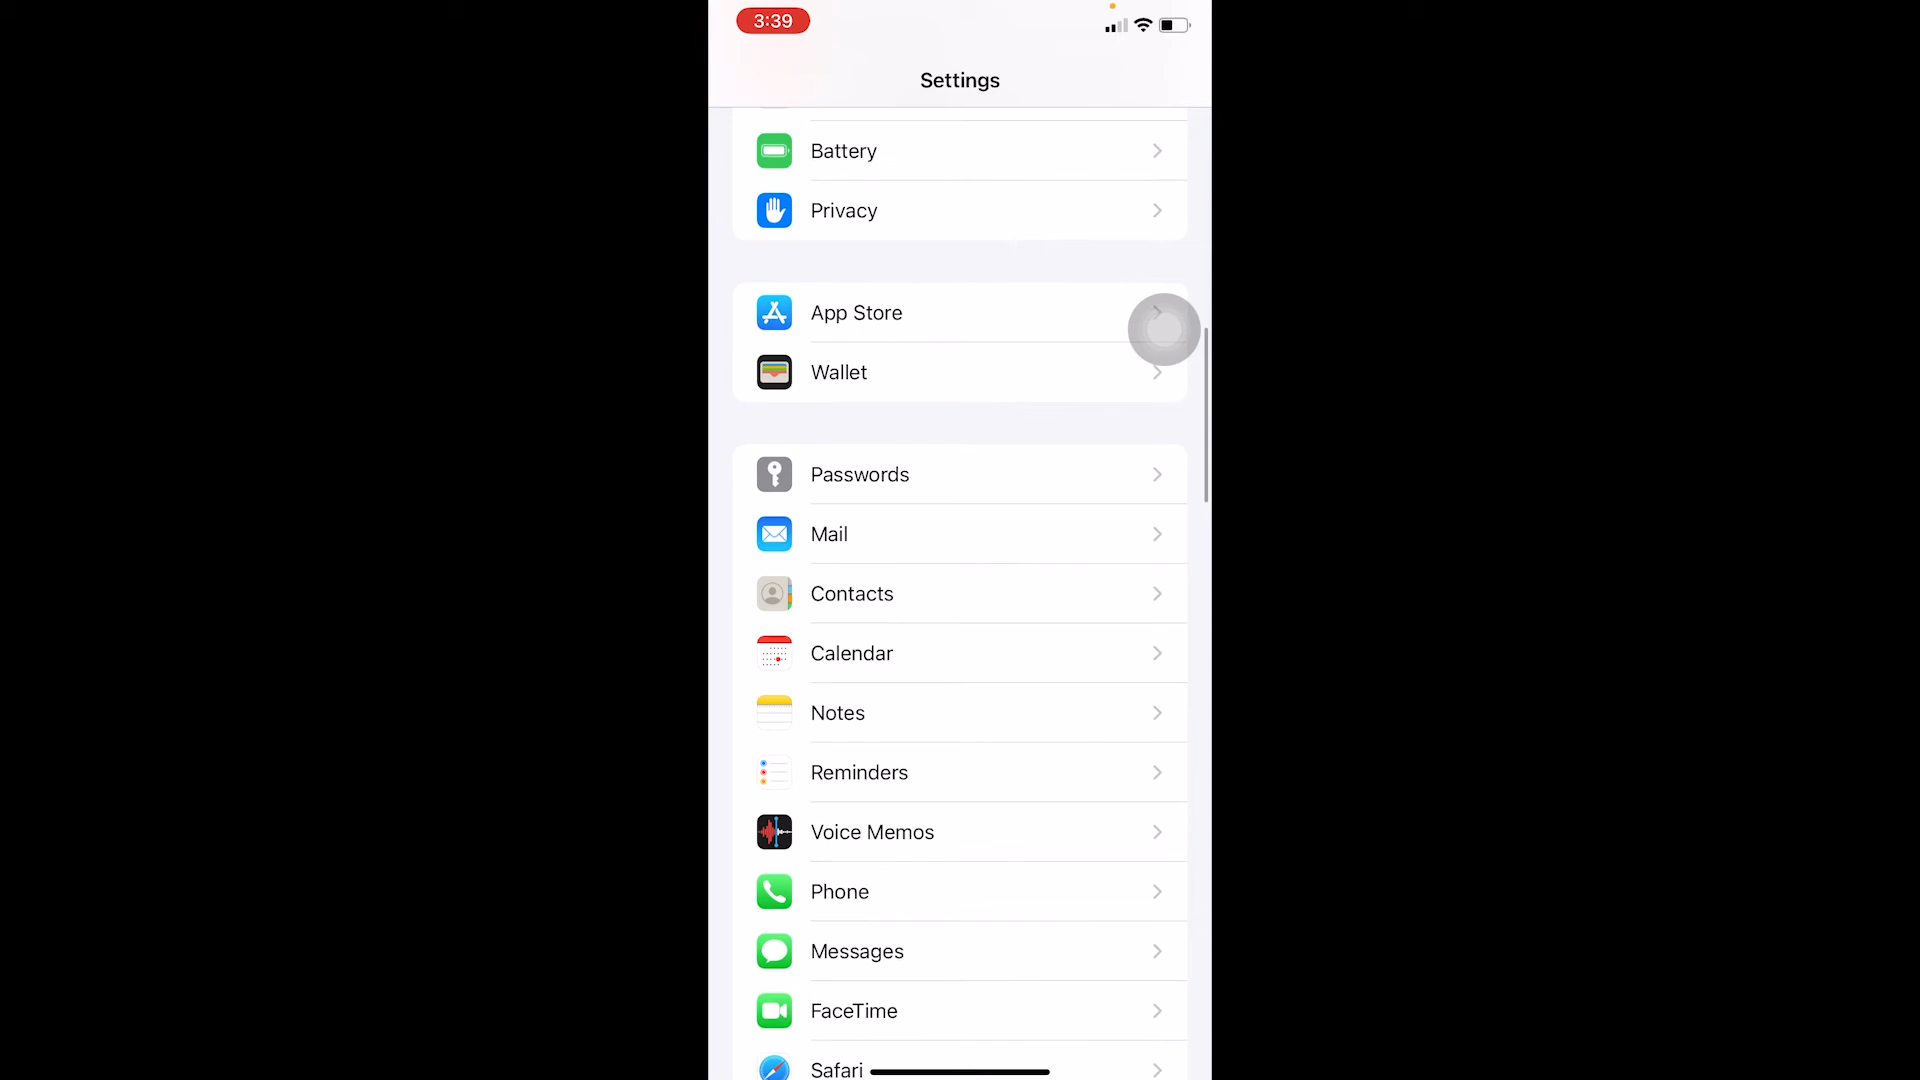 3:39
Settings
Battery
Privacy
App Store
Wallet
Passwords
Mail
Contacts
Calendar
Notes
Reminders
Voice Memos
Phone
Messages
FaceTime
Safari